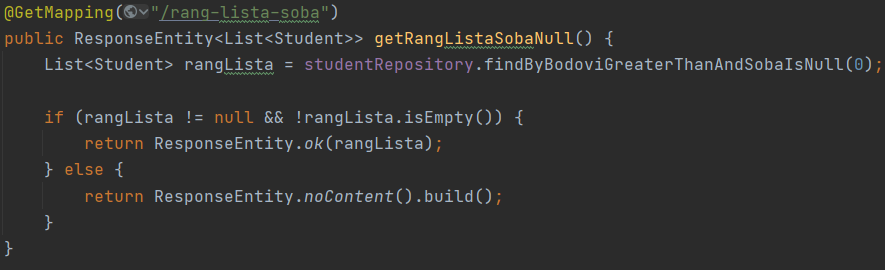 @GetMapping("/rang-lista-soba")
public ResponseEntity<List<Student>> getRangListaSobaNull() {
    List<Student> rangLista = studentRepository.findByBodoviGreaterThanAndSobaIsNull(0);
    if (rangLista != null && !rangLista.isEmpty()) {
        return ResponseEntity.ok(rangLista);
    } else {
        return ResponseEntity.noContent().build();
    }
}